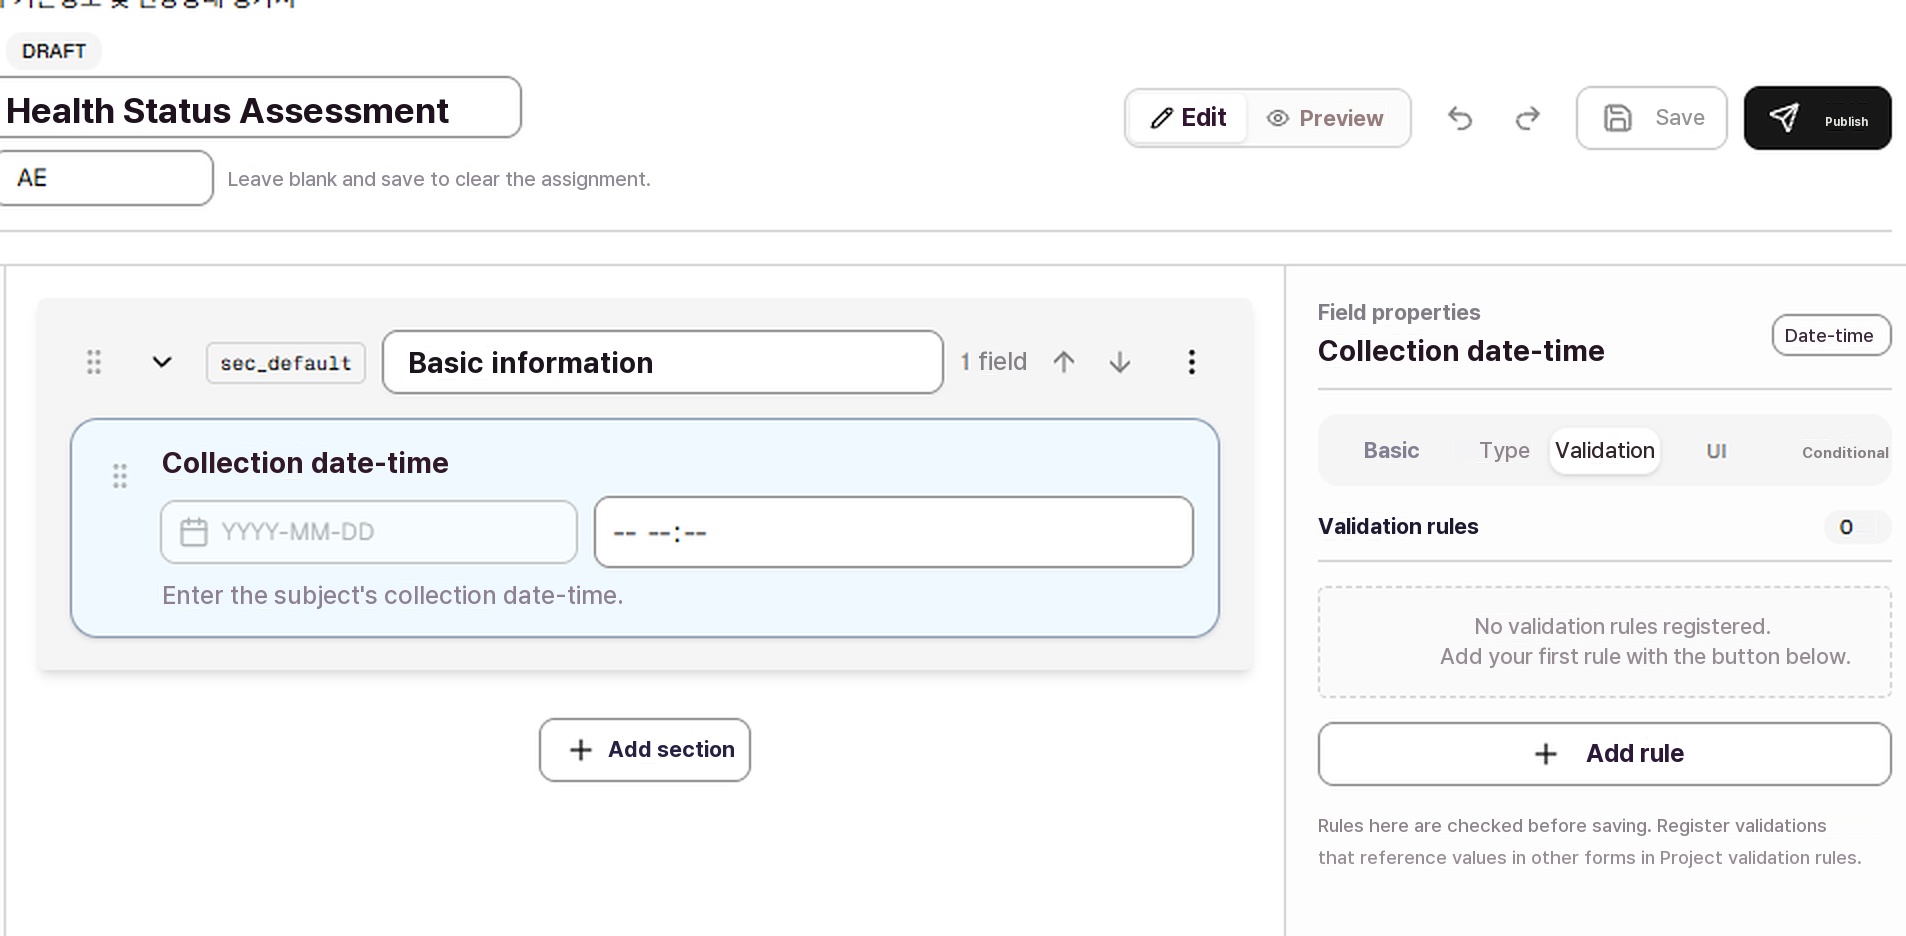 DRAFT
Health Status Assessment
Edit
Preview
Save
Publish
AE
Leave blank and save to clear the assignment.
sec_default
Basic information
1 field
Collection date-time
YYYY-MM-DD
-- --:--
Enter the subject's collection date-time.
Add section
Field properties
Collection date-time
Date-time
Basic
Type
Validation
UI
Conditional
Validation rules
0
No validation rules registered.
Add your first rule with the button below.
Add rule
Rules here are checked before saving. Register validations
that reference values in other forms in Project validation rules.